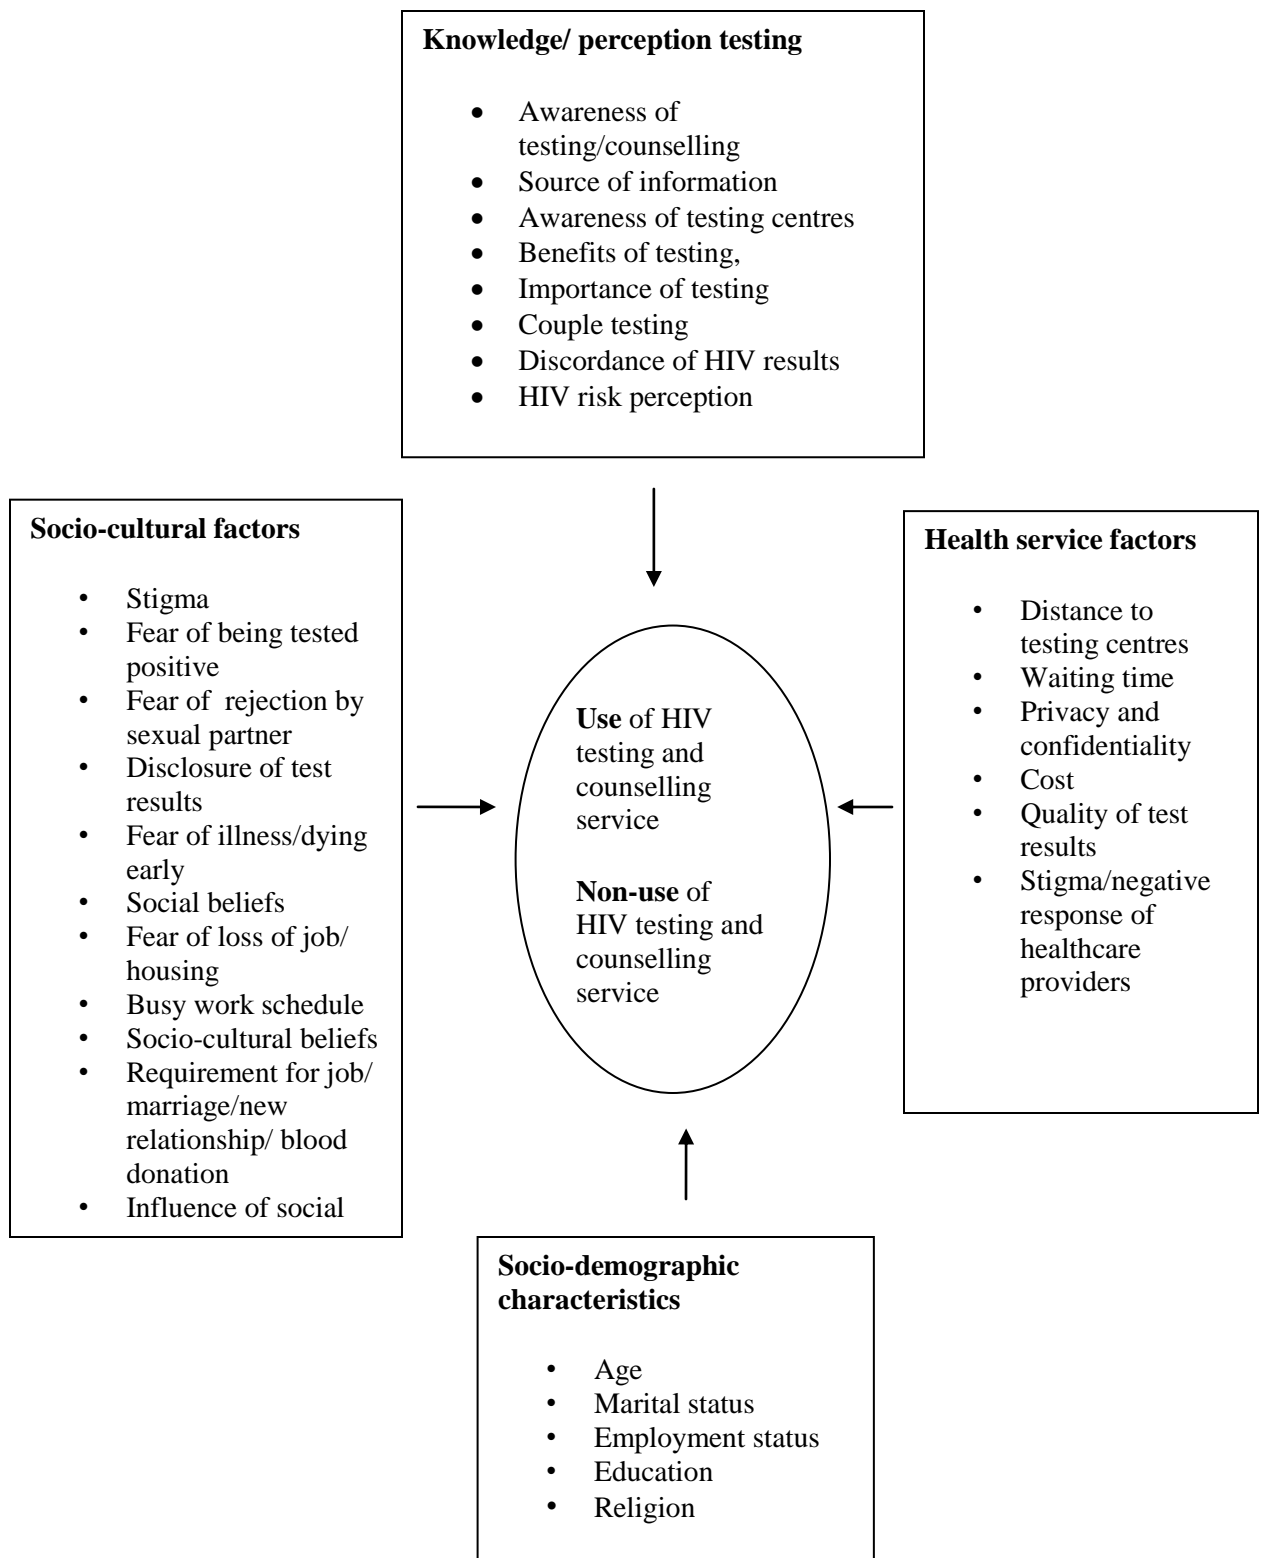 Knowledge/ perception testing
• Awareness of
testing/counselling
• Source of information
• Awareness of testing centres
• Benefits of testing,
• Importance of testing
• Couple testing
• Discordance of HIV results
• HIV risk perception
Socio-cultural factors
• Stigma
• Fear of being tested
positive
• Fear of  rejection by
sexual partner
• Disclosure of test
results
• Fear of illness/dying
early
• Social beliefs
• Fear of loss of job/
housing
• Busy work schedule
• Socio-cultural beliefs
• Requirement for job/
marriage/new
relationship/ blood
donation
• Influence of social
Use of HIV
testing and
counselling
service
Non-use of
HIV testing and
counselling
service
Health service factors
• Distance to
testing centres
• Waiting time
• Privacy and
confidentiality
• Cost
• Quality of test
results
• Stigma/negative
response of
healthcare
providers
Socio-demographic
characteristics
• Age
• Marital status
• Employment status
• Education
• Religion